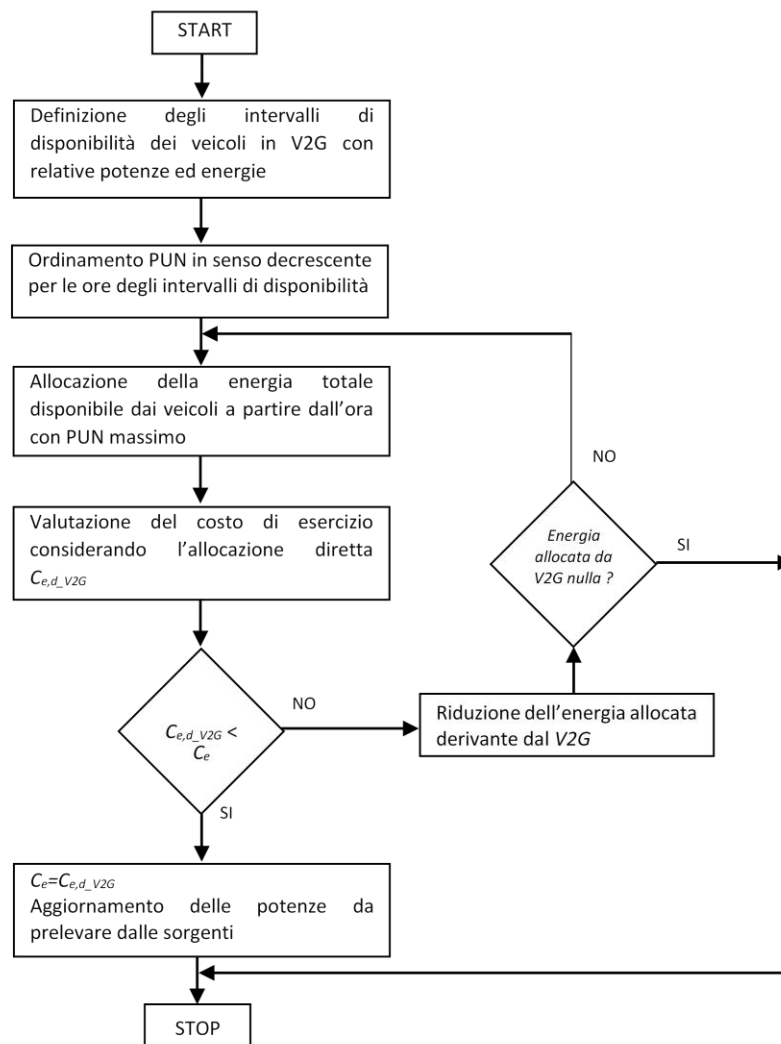 START
Definizione degli intervalli di
disponibilità dei veicoli in V2G con
relative potenze ed energie
Ordinamento PUN in senso decrescente
per le ore degli intervalli di disponibilità
Allocazione della energia totale
disponibile dai veicoli a partire dall'ora
con PUN massimo
NO
Valutazione del costo di esercizio
considerando l'allocazione diretta
Ce,d_V2G
Energia
allocata da
V2G nulla ?
SI
Ce,d_V2G <
Ce
NO
Riduzione dell'energia allocata
derivante dal V2G
SI
Ce=Ce,d_V2G
Aggiornamento delle potenze da
prelevare dalle sorgenti
STOP